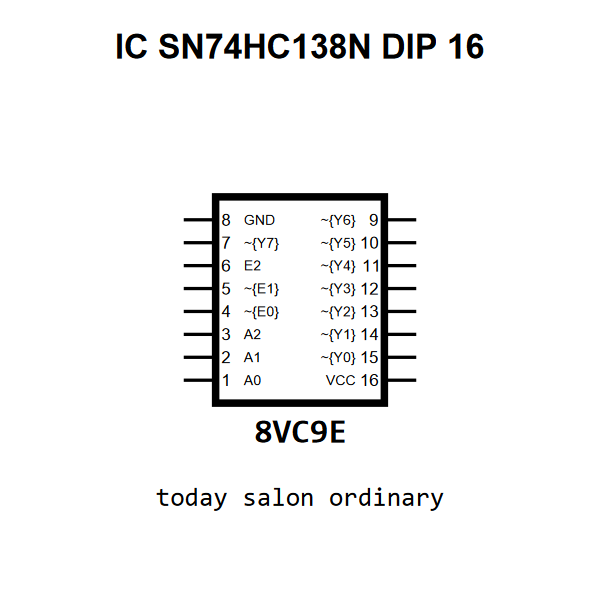 IC SN74HC138N DIP 16
8 GND ~{Y6} 9
7 ~{Y7} ~{Y5} 10
6 E2 ~{Y4} 11
5 ~{E1} ~{Y3} 12
4 ~{E0} ~{Y2} 13
3 A2 ~{Y1} 14
2 A1 ~{Y0} 15
1 A0 VCC 16
8VC9E
today salon ordinary